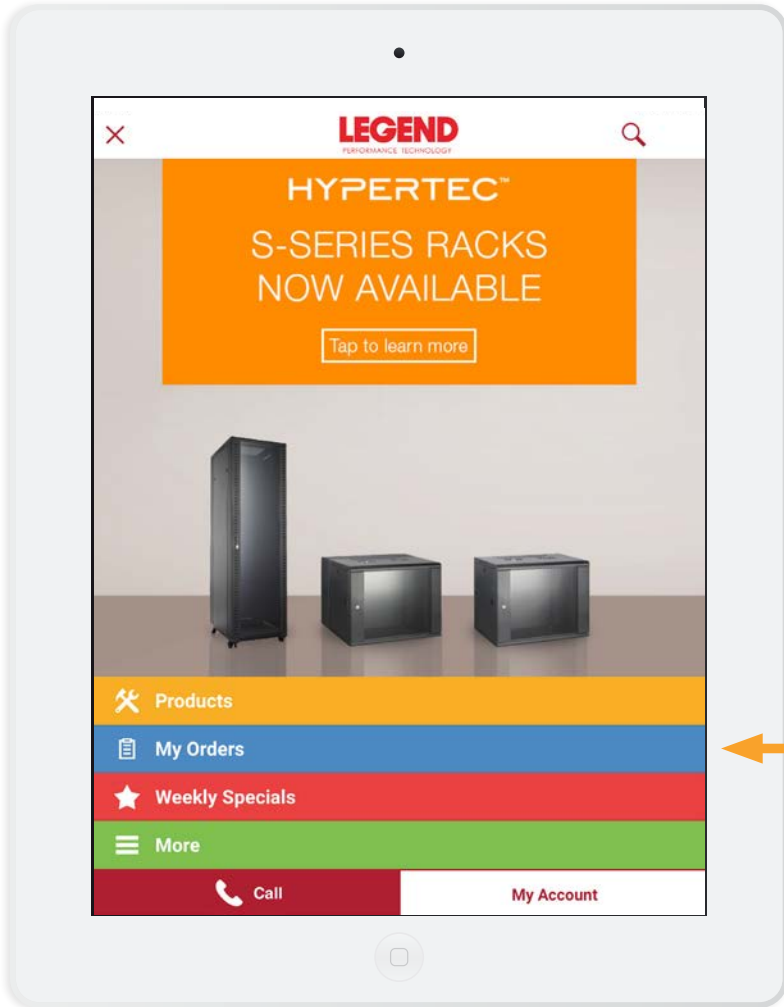 LEGEND
PERFORMANCE TECHNOLOGY
HYPERTEC™
S-SERIES RACKS
NOW AVAILABLE
Tap to learn more
Products
My Orders
Weekly Specials
More
Call
My Account